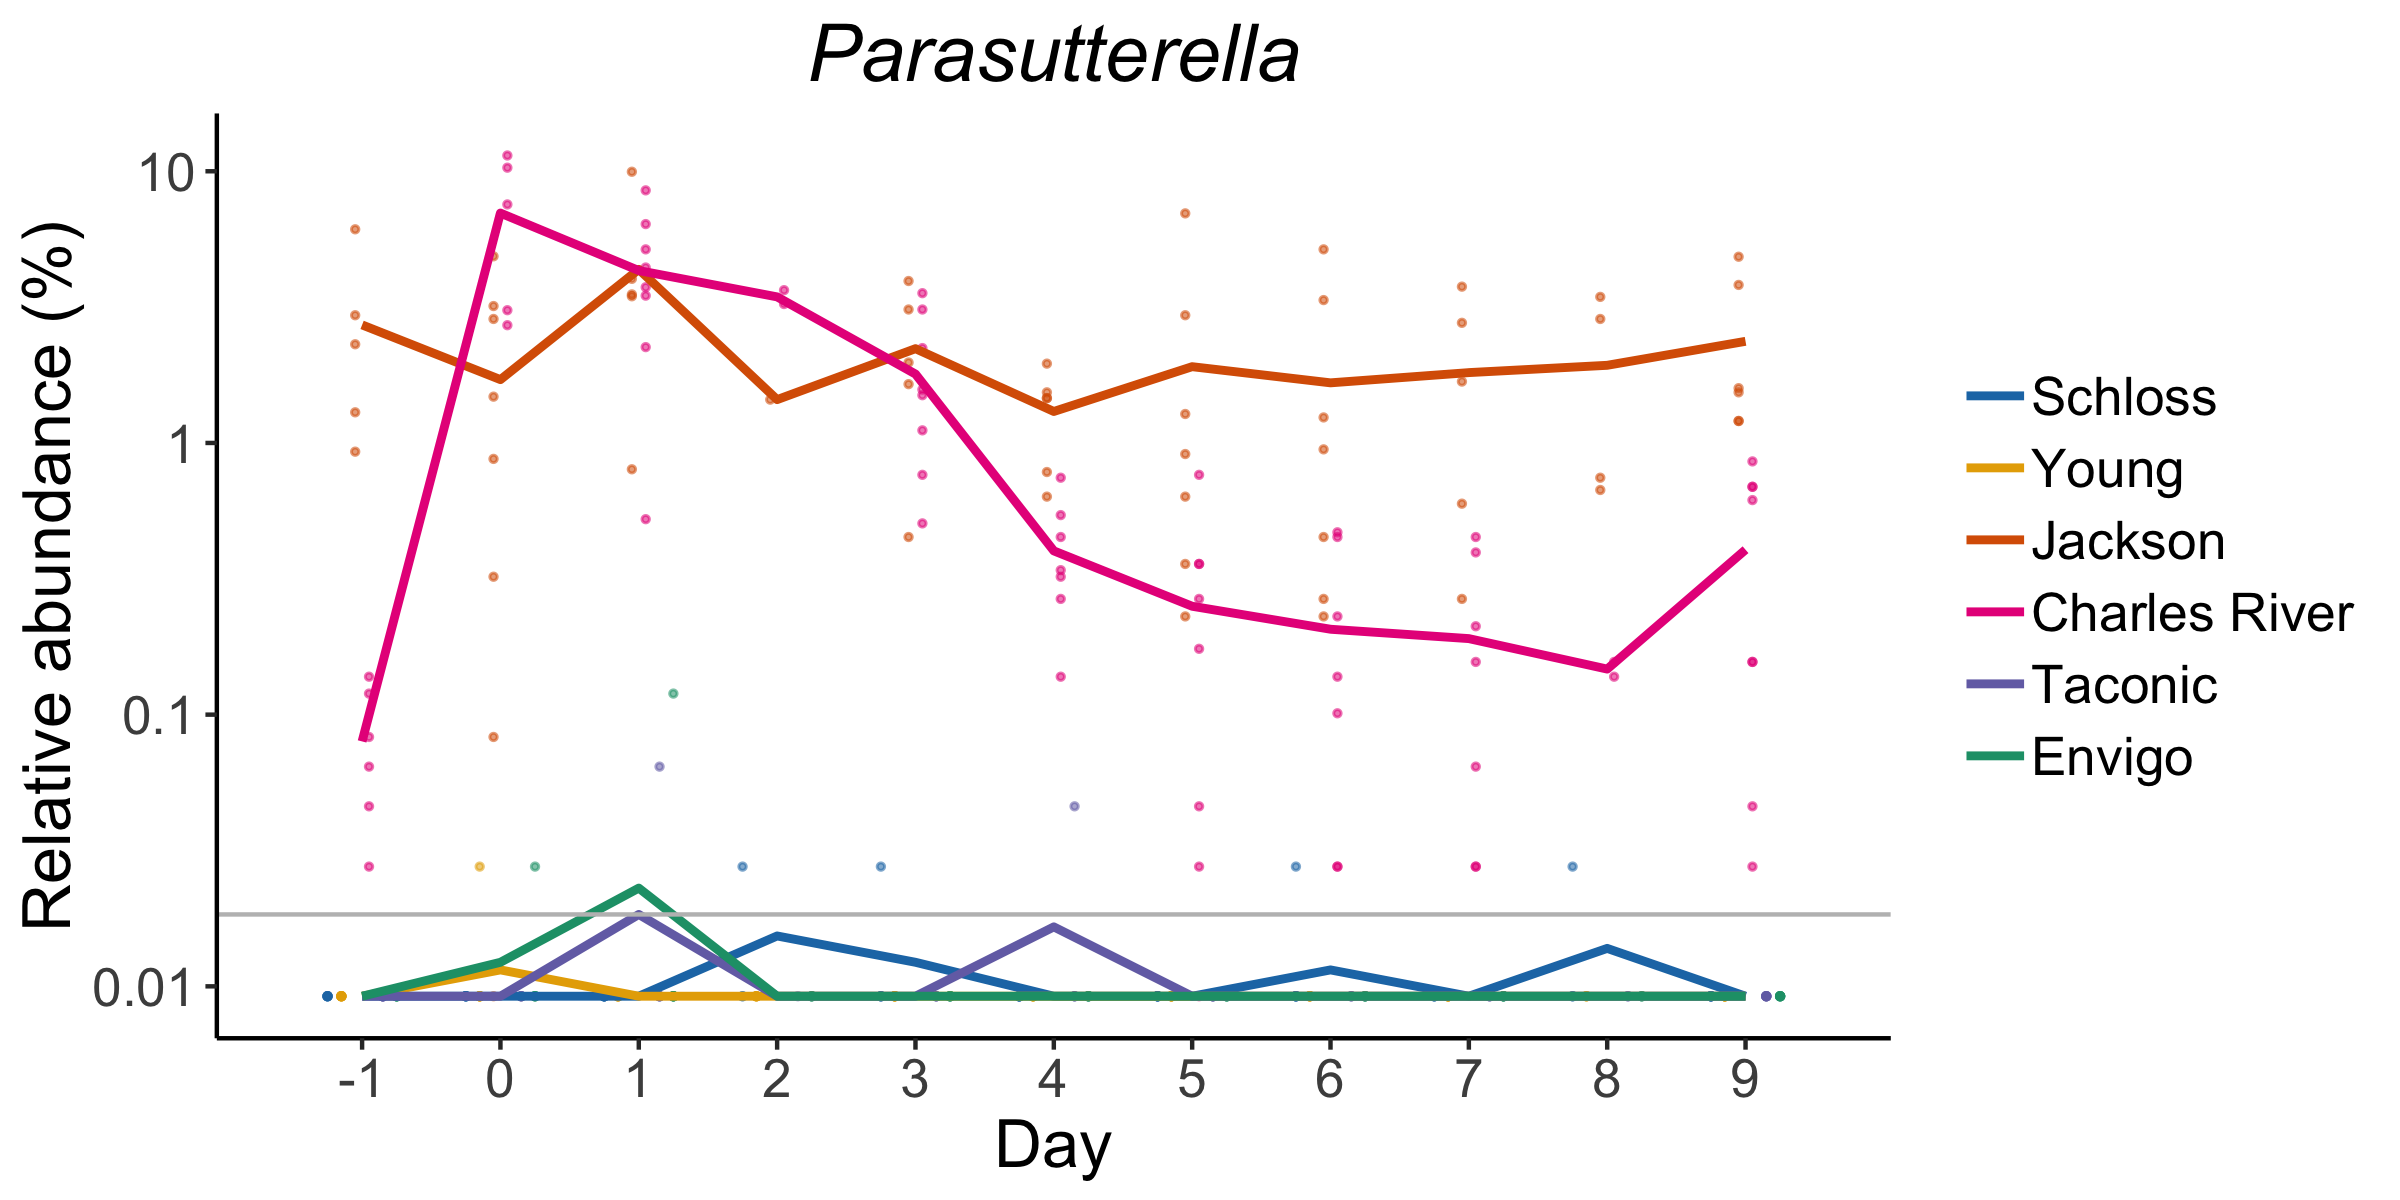 Parasutterella
Relative abundance (%)
10
1
0.1
0.01
-1 0 1 2 3 4 5 6 7 8 9
Day
Schloss
Young
Jackson
Charles River
Taconic
Envigo